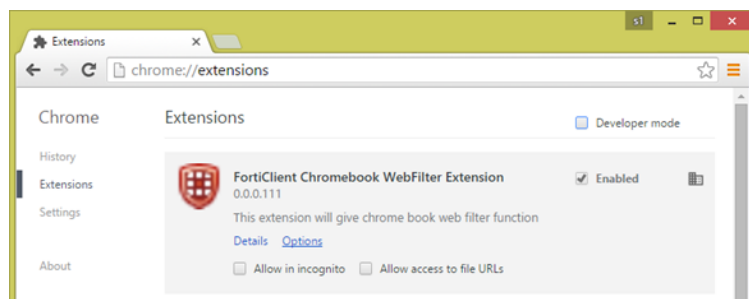 s1
Extensions
chrome://extensions
Chrome
Extensions
Developer mode
History
Extensions
Settings
About
FortiClient Chromebook WebFilter Extension
Enabled
0.0.0.111
This extension will give chrome book web filter function
Details Options
Allow in incognito Allow access to file URLs